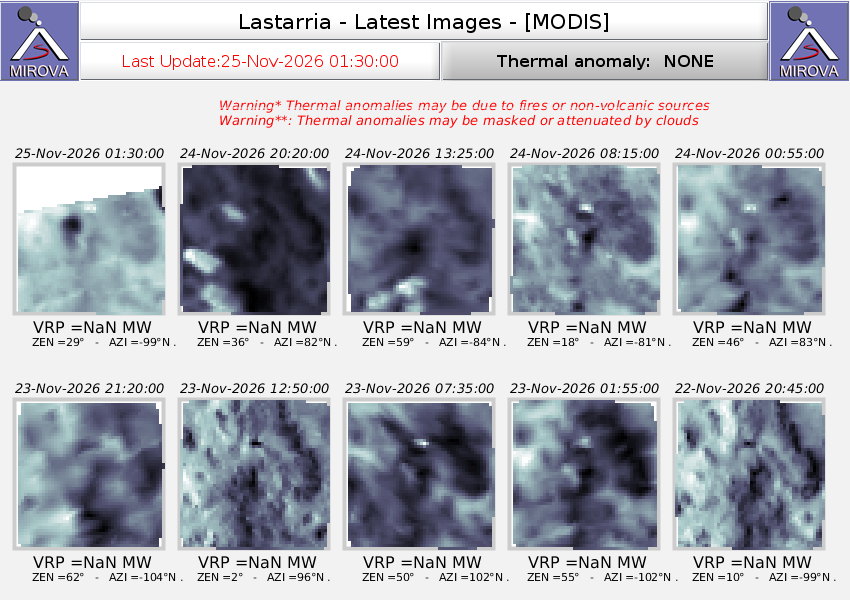 Lastarria - Latest Images - [MODIS]
MIROVA
Last Update:25-Nov-2026 01:30:00
Thermal anomaly: NONE
MIROVA
Warning* Thermal anomalies may be due to fires or non-volcanic sources
Warning**: Thermal anomalies may be masked or attenuated by clouds
25-Nov-2026 01:30:00
24-Nov-2026 20:20:00
24-Nov-2026 13:25:00
24-Nov-2026 08:15:00
24-Nov-2026 00:55:00
VRP =NaN MW
VRP =NaN MW
VRP =NaN MW
VRP =NaN MW
VRP =NaN MW
ZEN =29° - AZI =-99°N .
ZEN =36° - AZI =82°N .
ZEN =59° - AZI =-84°N .
ZEN =18° - AZI =-81°N .
ZEN =46° - AZI =83°N .
23-Nov-2026 21:20:00
23-Nov-2026 12:50:00
23-Nov-2026 07:35:00
23-Nov-2026 01:55:00
22-Nov-2026 20:45:00
VRP =NaN MW
VRP =NaN MW
VRP =NaN MW
VRP =NaN MW
VRP =NaN MW
ZEN =62° - AZI =-104°N .
ZEN =2° - AZI =96°N .
ZEN =50° - AZI =102°N .
ZEN =55° - AZI =-102°N .
ZEN =10° - AZI =-99°N .